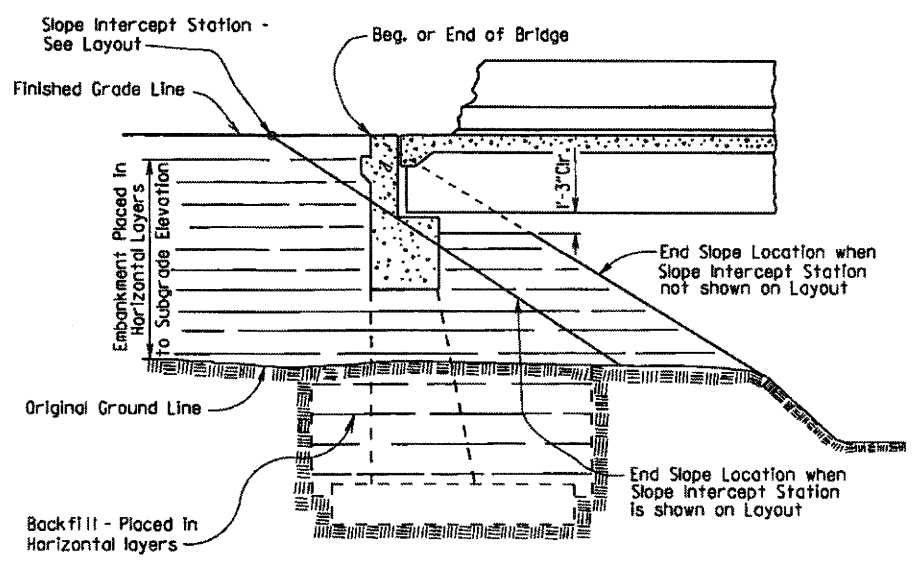 Slope Intercept Station -
See Layout
Beg. or End of Bridge
Finished Grade Line
Embankment Placed in
Horizontal Layers
to Subgrade Elevation
1'-3"Clr.
End Slope Location when
Slope Intercept Station
not shown on Layout
Original Ground Line
End Slope Location when
Slope Intercept Station
is shown on Layout
Backfill - Placed in
Horizontal layers